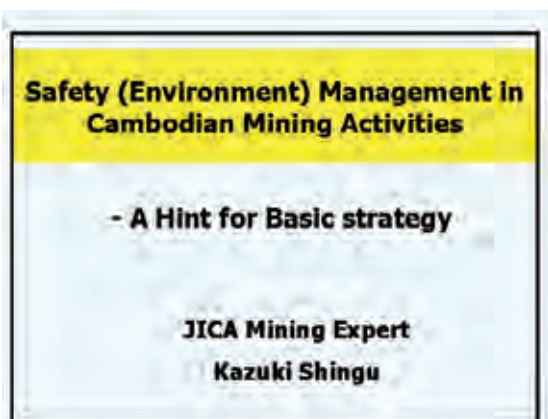 Safety (Environment) Management in
Cambodian Mining Activities
- A Hint for Basic strategy
JICA Mining Expert
Kazuki Shingu